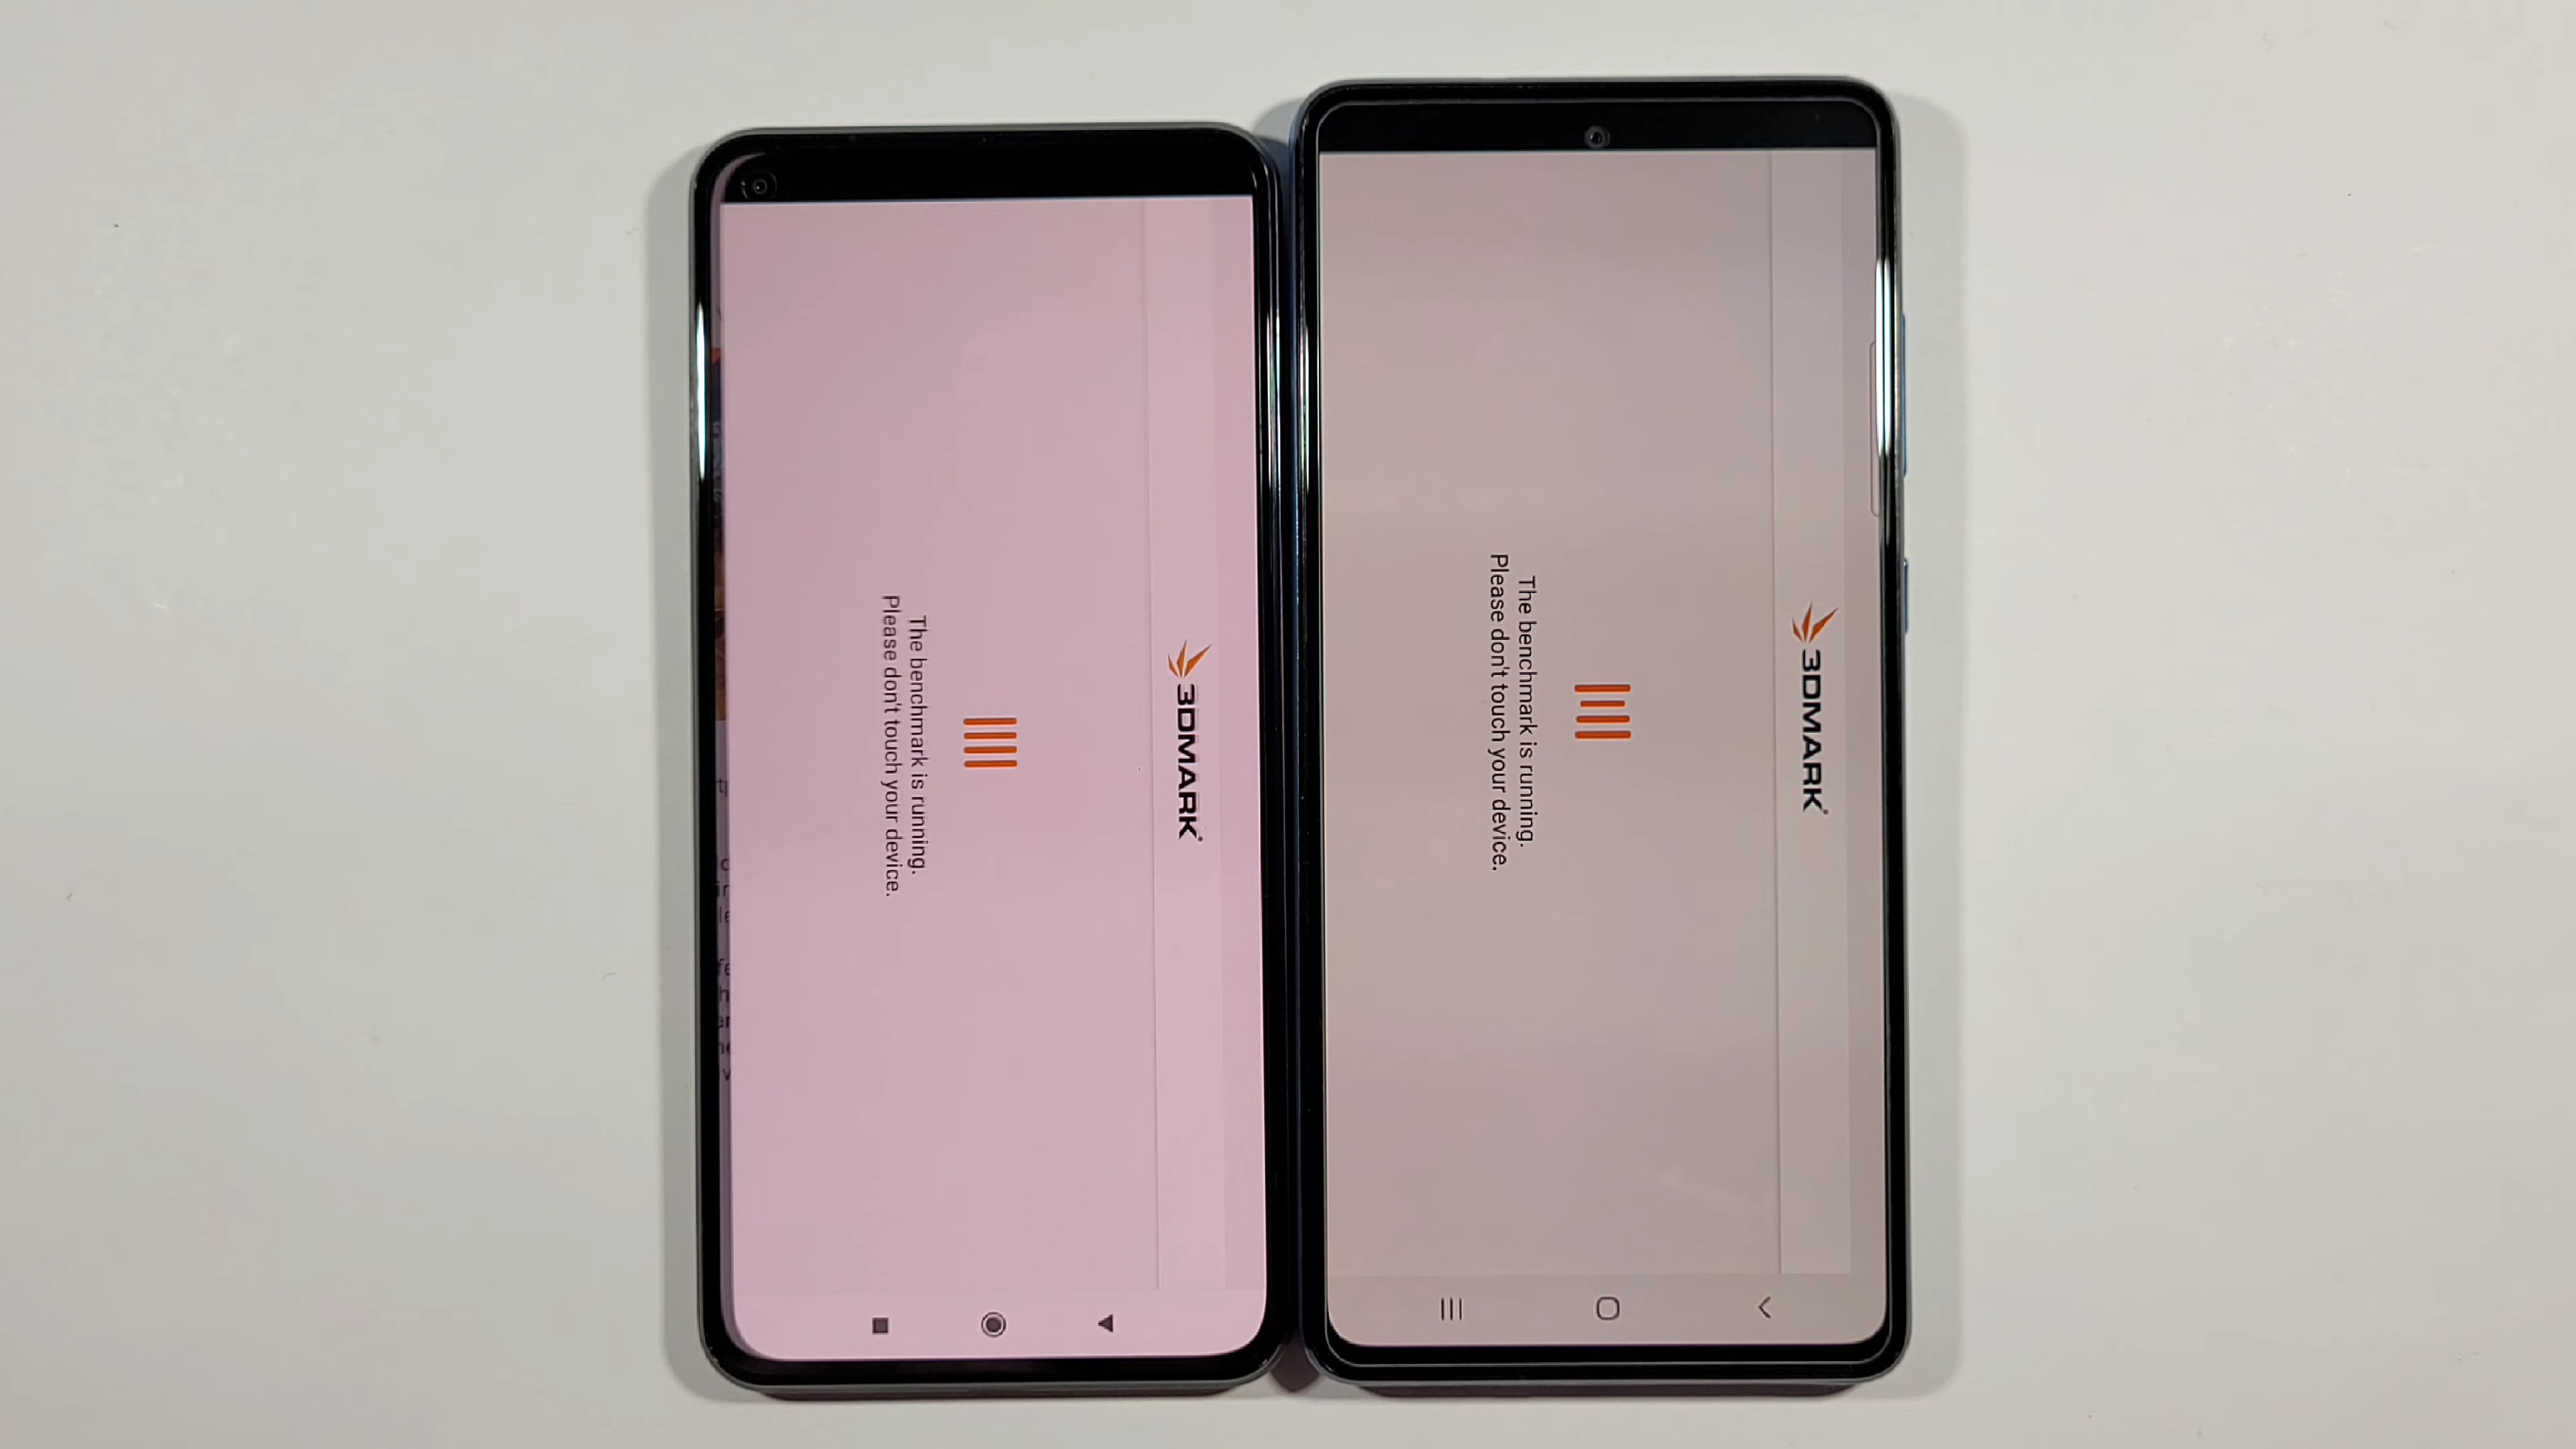 3DMARK
The benchmark is running.
Please don't touch your device.
3DMARK
The benchmark is running.
Please don't touch your device.